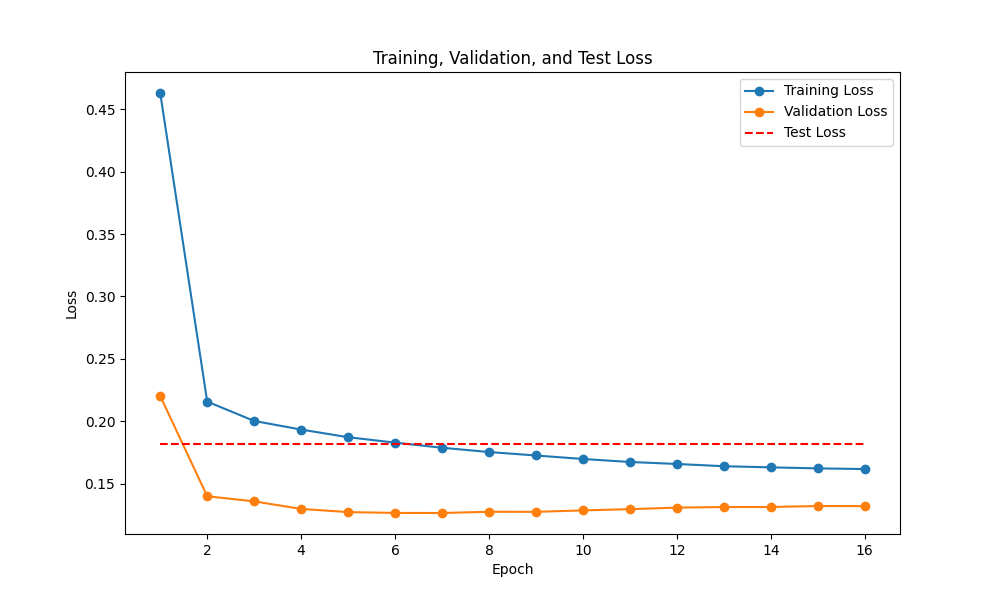 Training, Validation, and Test Loss
Training Loss
Validation Loss
Test Loss
Loss
0.45
0.40
0.35
0.30
0.25
0.20
0.15
2 4 6 8 10 12 14 16
Epoch